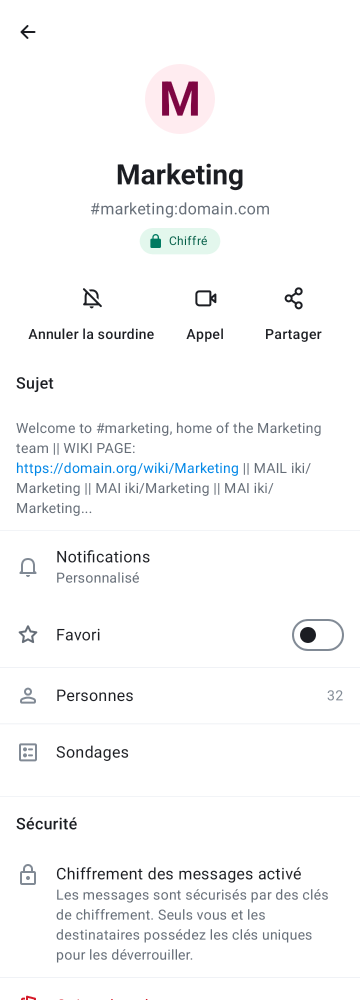 M
Marketing
#marketing:domain.com
Chiffré
Annuler la sourdine
Appel
Partager
Sujet
Welcome to #marketing, home of the Marketing
team || WIKI PAGE:
https://domain.org/wiki/Marketing || MAIL iki/
Marketing || MAI iki/Marketing || MAI iki/
Marketing...
Notifications
Personnalisé
Favori
Personnes 32
Sondages
Sécurité
Chiffrement des messages activé
Les messages sont sécurisés par des clés
de chiffrement. Seuls vous et les
destinataires possédez les clés uniques
pour les déverrouiller.